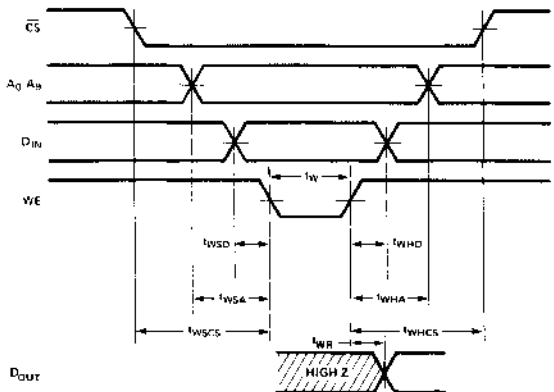 CS
A0 A9
DIN
tW
WE
tWSD
tWHD
tWSA
tWHA
tWSCS
tWHCS
tWR
DOUT
HIGH Z